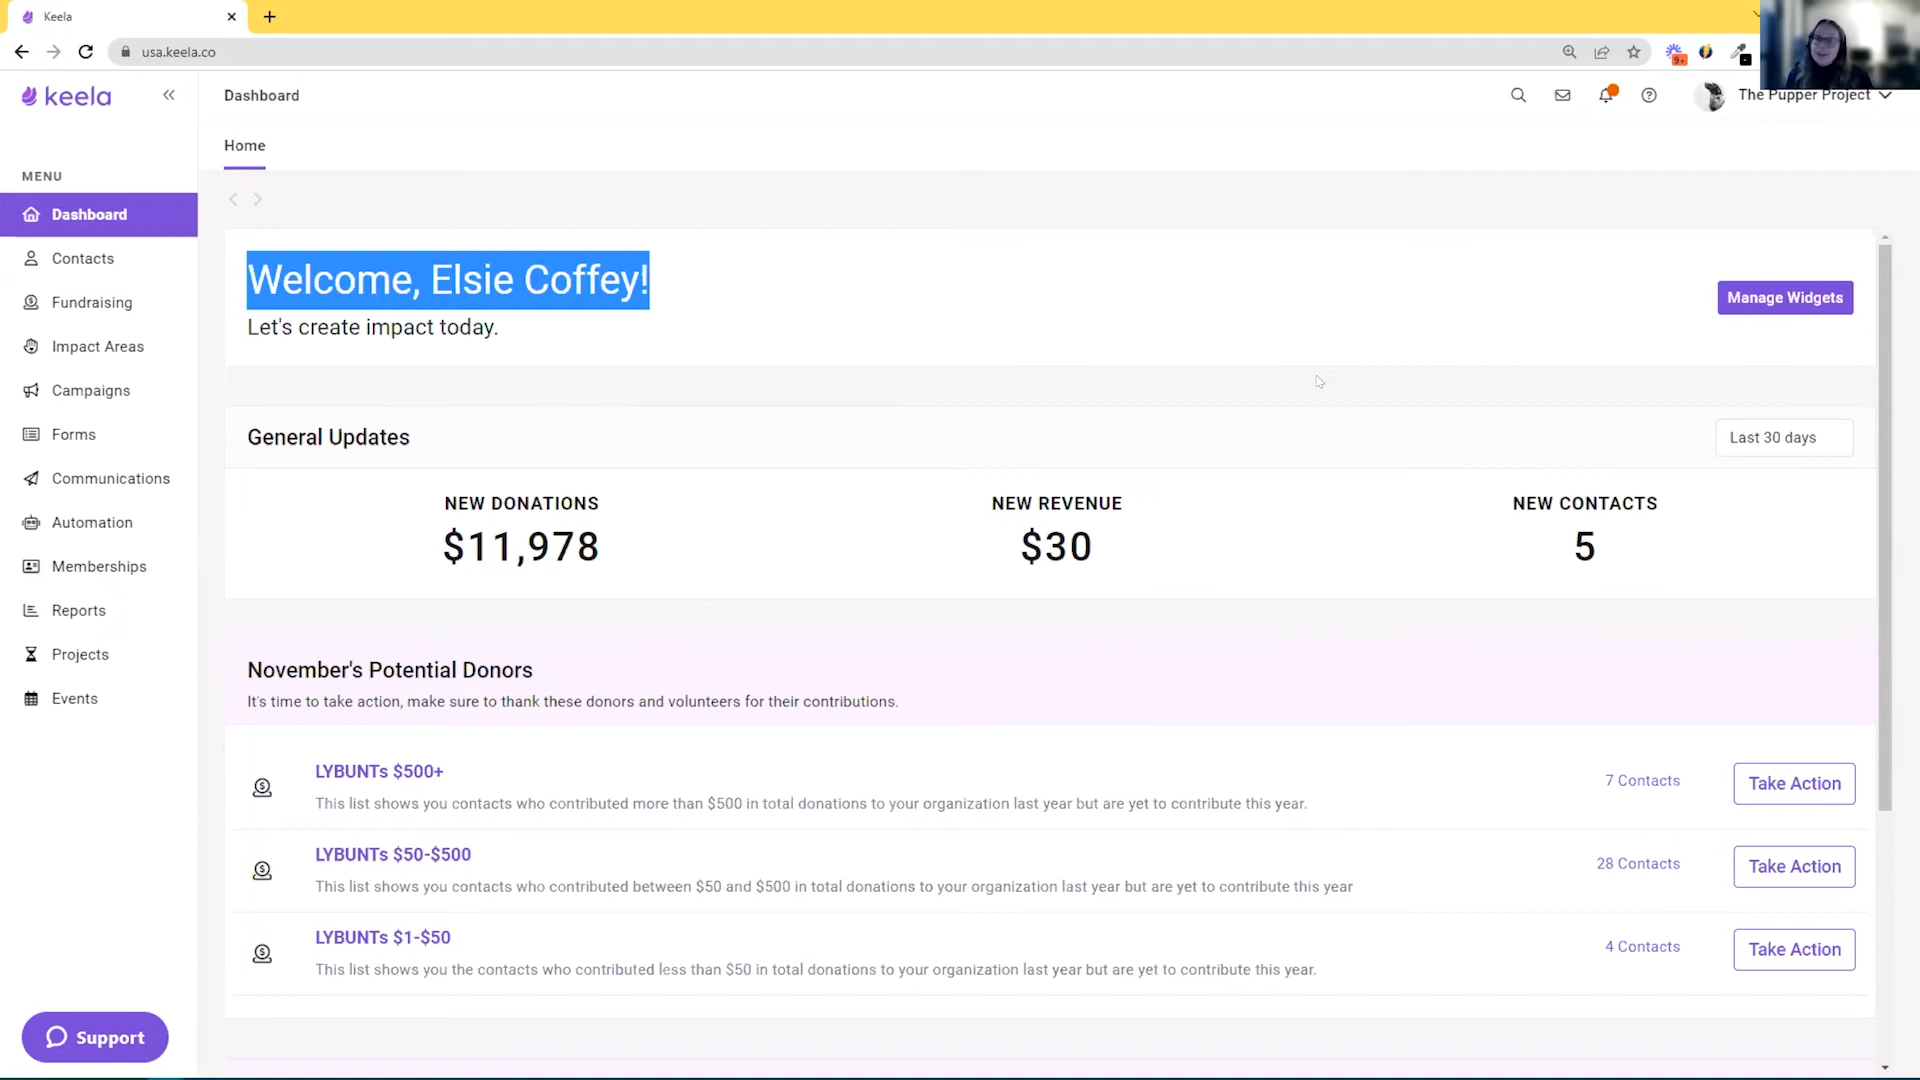 Keela
usa.keela.co
9+
keela
Dashboard
The Pupper Project
Home
MENU
Dashboard
Contacts
Fundraising
Impact Areas
Campaigns
Forms
Communications
Automation
Memberships
Reports
Projects
Events
Support
Welcome, Elsie Coffey!
Let's create impact today.
Manage Widgets
General Updates
Last 30 days
NEW DONATIONS
$11,978
NEW REVENUE
$30
NEW CONTACTS
5
November's Potential Donors
It's time to take action, make sure to thank these donors and volunteers for their contributions.
LYBUNTs $500+
This list shows you contacts who contributed more than $500 in total donations to your organization last year but are yet to contribute this year.
7 Contacts
Take Action
LYBUNTs $50-$500
This list shows you contacts who contributed between $50 and $500 in total donations to your organization last year but are yet to contribute this year
28 Contacts
Take Action
LYBUNTs $1-$50
This list shows you the contacts who contributed less than $50 in total donations to your organization last year but are yet to contribute this year.
4 Contacts
Take Action